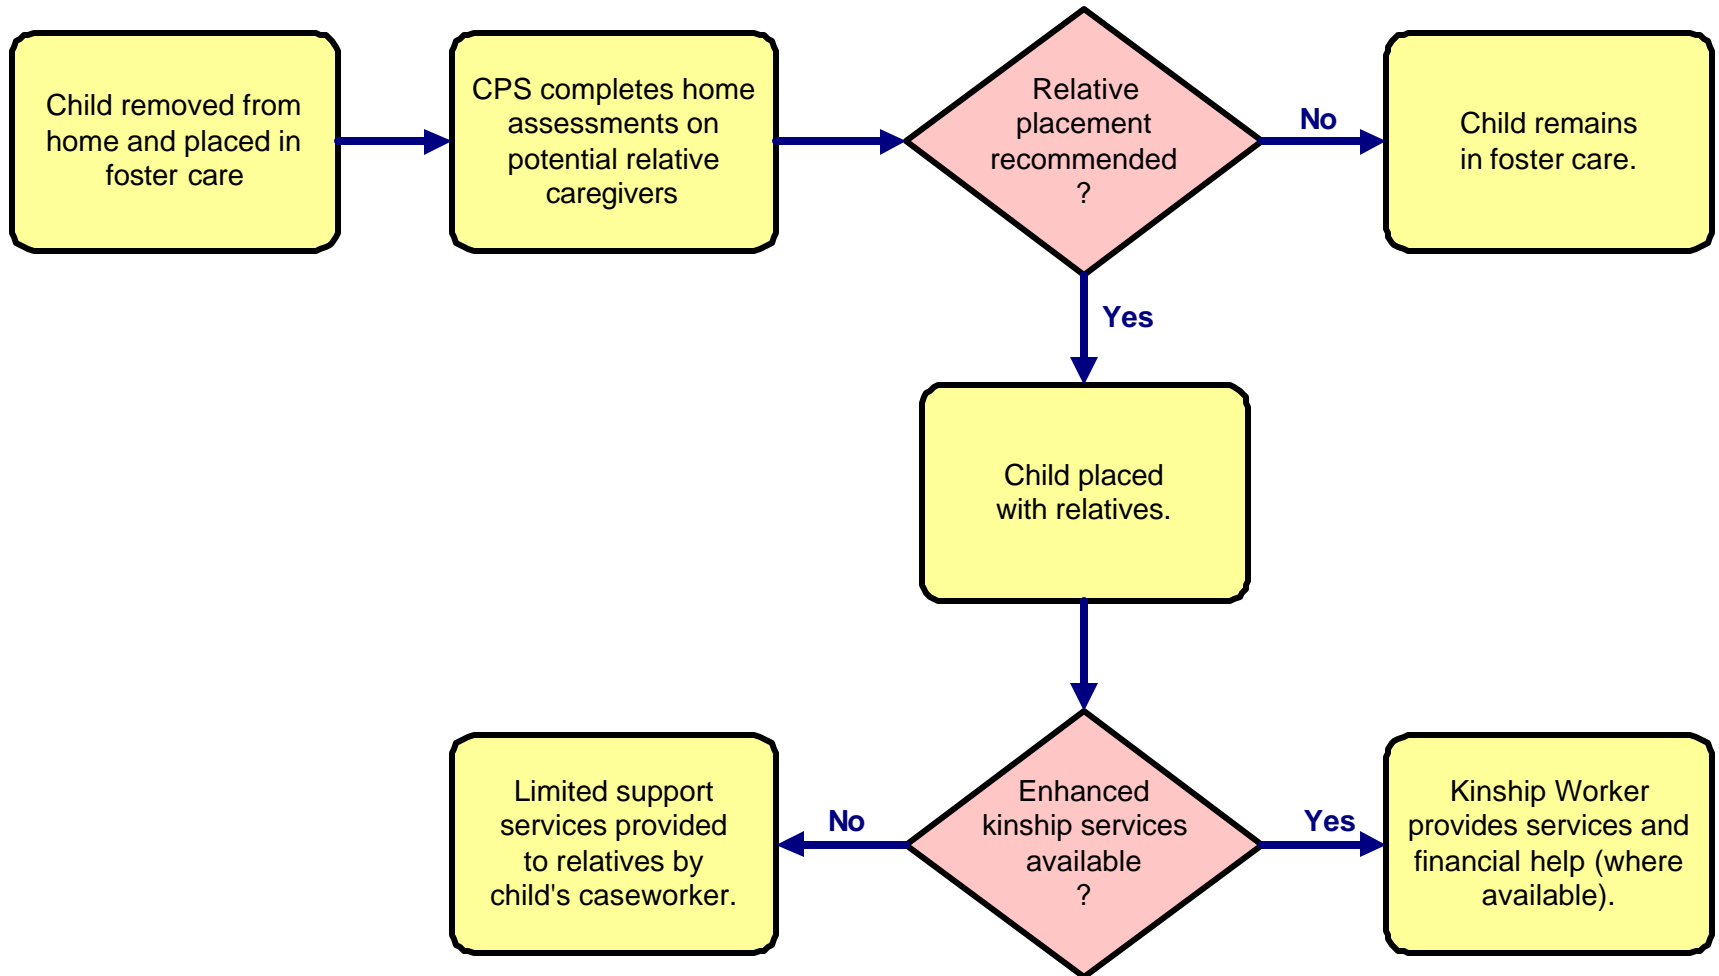 Child removed from
home and placed in
foster care
CPS completes home
assessments on
potential relative
caregivers
Relative
placement
recommended
?
No
Child remains
in foster care.
Yes
Child placed
with relatives.
Limited support
services provided
to relatives by
child's caseworker.
No
Enhanced
kinship services
available
?
Yes
Kinship Worker
provides services and
financial help (where
available).